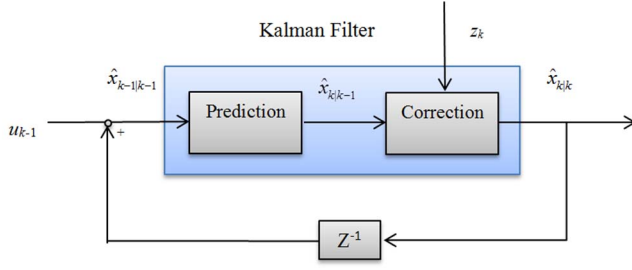 Kalman Filter
z_k
x̂_{k-1|k-1}
x̂_{k|k-1}
x̂_{k|k}
Prediction
Correction
u_{k-1}
+
Z^{-1}